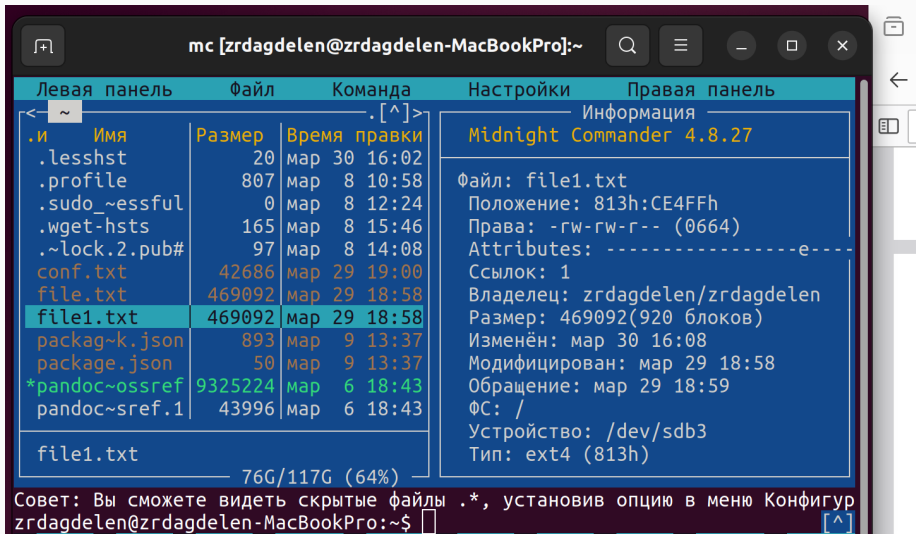 mc [zrdagdelen@zrdagdelen-MacBookPro]:~
Левая панель Файл Команда Настройки Правая панель
<- ~ .[^]>
.и Имя Размер Время правки
.lesshst 20 мар 30 16:02
.profile 807 мар 8 10:58
.sudo_~essful 0 мар 8 12:24
.wget-hsts 165 мар 8 15:46
.~lock.2.pub# 97 мар 8 14:08
conf.txt 42686 мар 29 19:00
file.txt 469092 мар 29 18:58
file1.txt 469092 мар 29 18:58
packag~k.json 893 мар 9 13:37
package.json 50 мар 9 13:37
*pandoc~ossref 9325224 мар 6 18:43
pandoc~sref.1 43996 мар 6 18:43
file1.txt
76G/117G (64%)
Информация
Midnight Commander 4.8.27
Файл: file1.txt
Положение: 813h:CE4FFh
Права: -rw-rw-r-- (0664)
Attributes: -----------------e----
Ссылок: 1
Владелец: zrdagdelen/zrdagdelen
Размер: 469092(920 блоков)
Изменён: мар 30 16:08
Модифицирован: мар 29 18:58
Обращение: мар 29 18:59
ФС: /
Устройство: /dev/sdb3
Тип: ext4 (813h)
Совет: Вы сможете видеть скрытые файлы .*, установив опцию в меню Конфигур
zrdagdelen@zrdagdelen-MacBookPro:~$ [^]